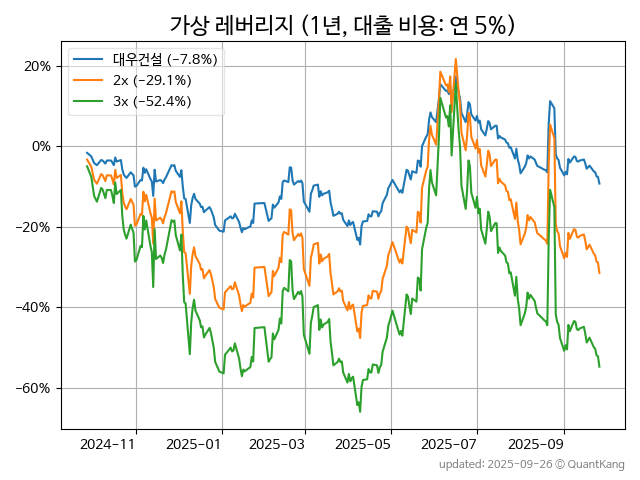 가상 레버리지 (1년, 대출 비용: 연 5%)
대우건설 (−7.8%)
2x (−29.1%)
3x (−52.4%)
20%
0%
−20%
−40%
−60%
2024-11
2025-01
2025-03
2025-05
2025-07
2025-09
updated: 2025-09-26 © QuantKang